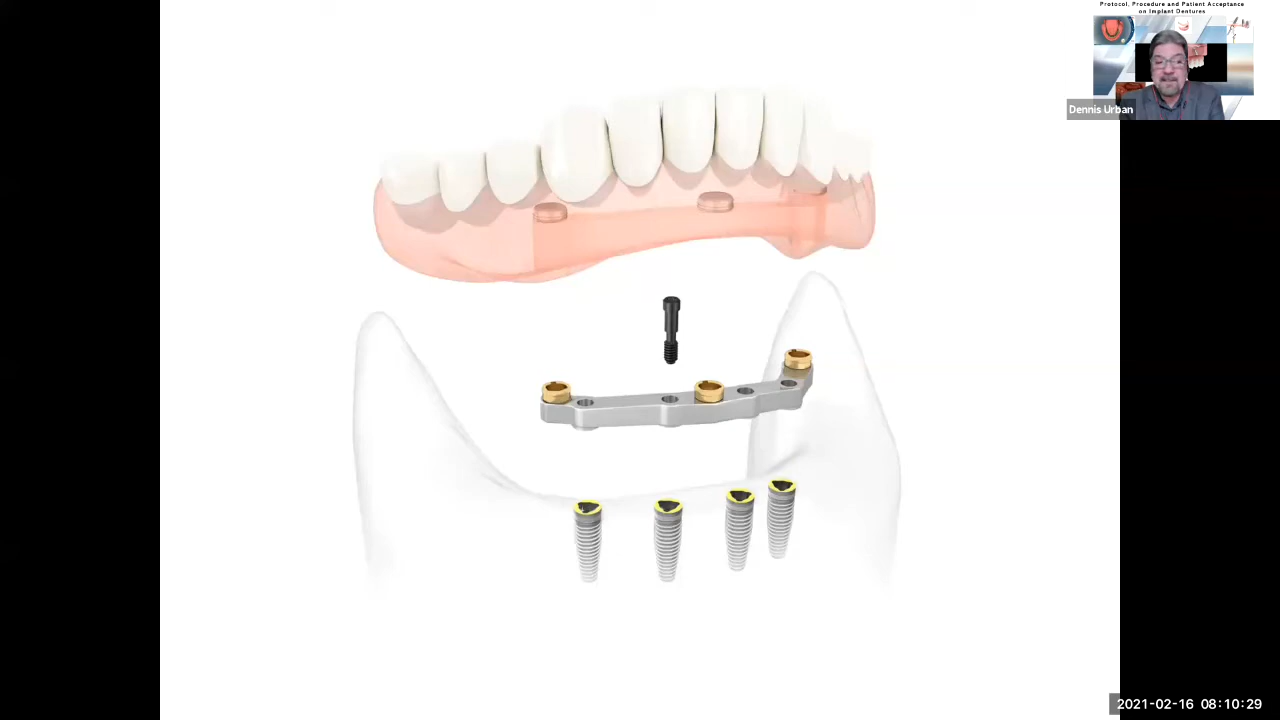 Protocol, Procedure and Patient Acceptance
on Implant Dentures
Dennis Urban
2021-02-16 08:10:29